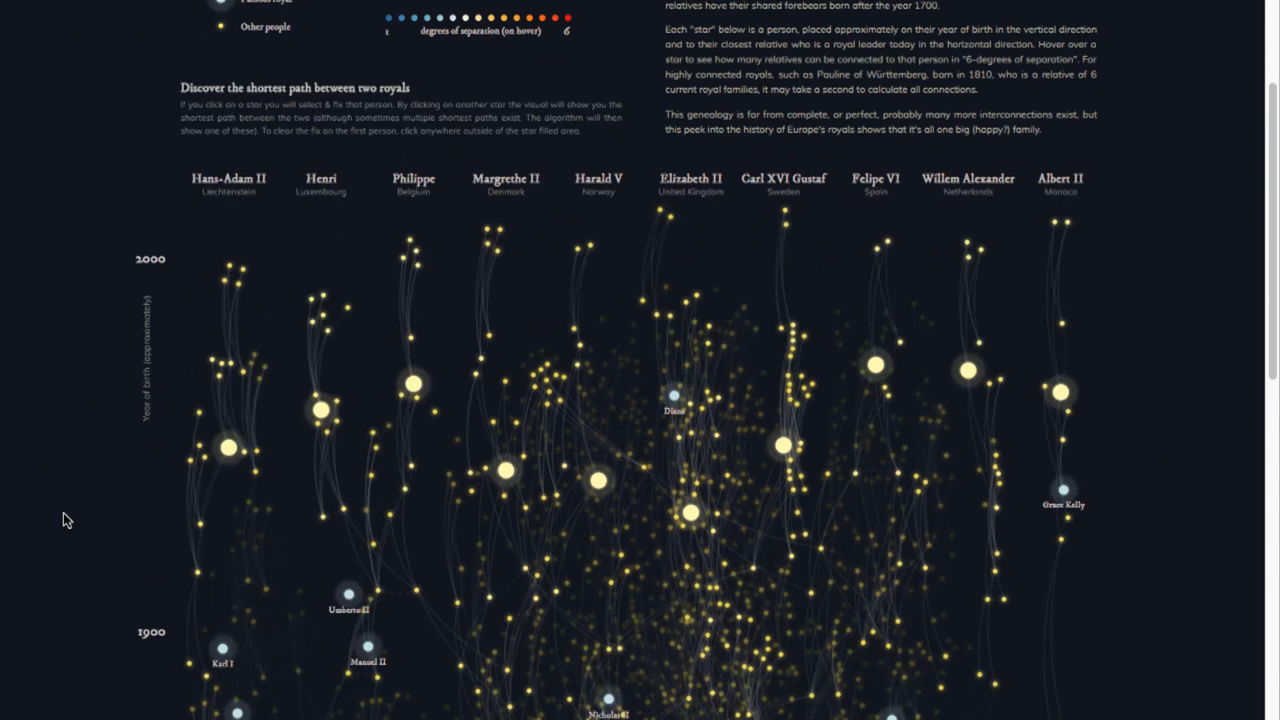 Famous royal
Other people
1
degrees of separation (on hover)
6
Discover the shortest path between two royals
If you click on a star you will select & fix that person. By clicking on another star the visual will show you the
shortest path between the two (although sometimes multiple shortest paths exist. The algorithm will then
show one of these). To clear the fix on the first person, click anywhere outside of the star filled area.
relatives have their shared forebears born after the year 1700.
Each "star" below is a person, placed approximately on their year of birth in the vertical direction
and to their closest relative who is a royal leader today in the horizontal direction. Hover over a
star to see how many relatives can be connected to that person in "6-degrees of separation". For
highly connected royals, such as Pauline of Württemberg, born in 1810, who is a relative of 6
current royal families, it may take a second to calculate all connections.
This genealogy is far from complete, or perfect, probably many more interconnections exist, but
this peek into the history of Europe's royals shows that it's all one big (happy?) family.
Hans-Adam II Henri Philippe Margrethe II Harald V Elizabeth II Carl XVI Gustaf Felipe VI Willem Alexander Albert II
Liechtenstein Luxembourg Belgium Denmark Norway United Kingdom Sweden Spain Netherlands Monaco
2000
Year of birth (approximately)
Diana
Grace Kelly
Umberto II
1900
Manuel II
Karl I
Nicholas II